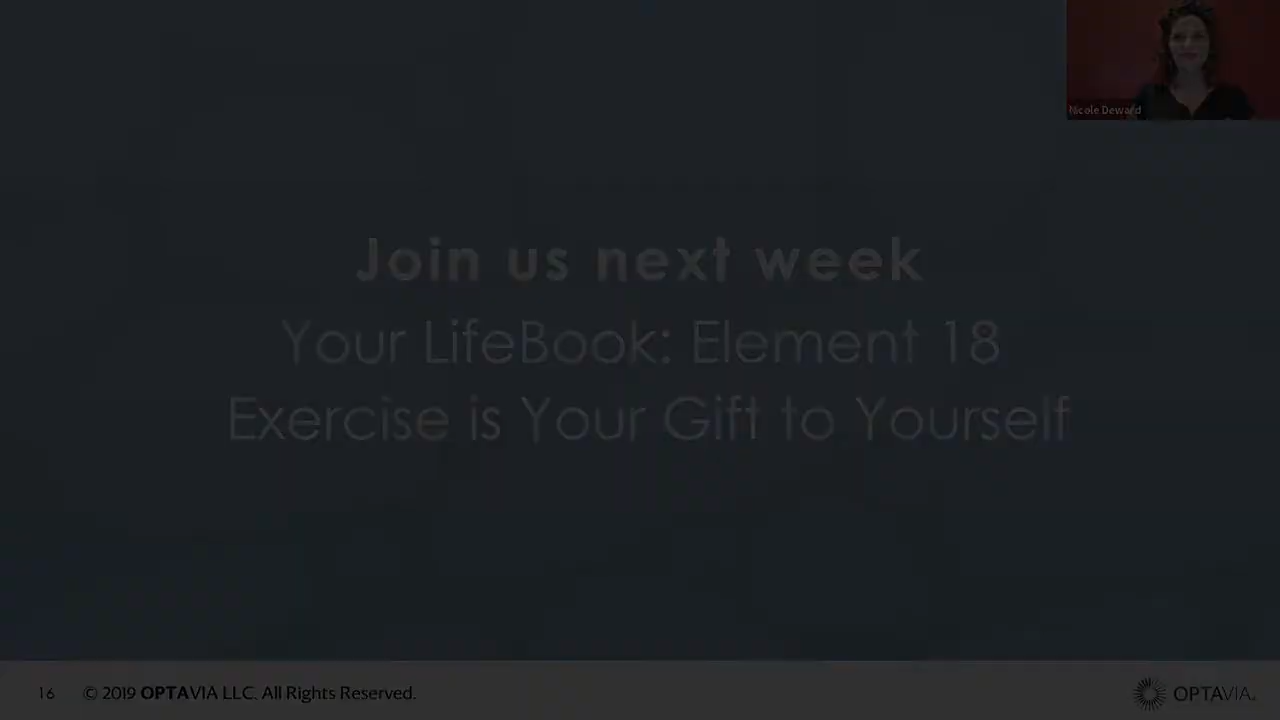 Nicole Deward
Join us next week
Your LifeBook: Element 18
Exercise is Your Gift to Yourself
16 © 2019 OPTAVIA LLC. All Rights Reserved.
OPTAVIA.